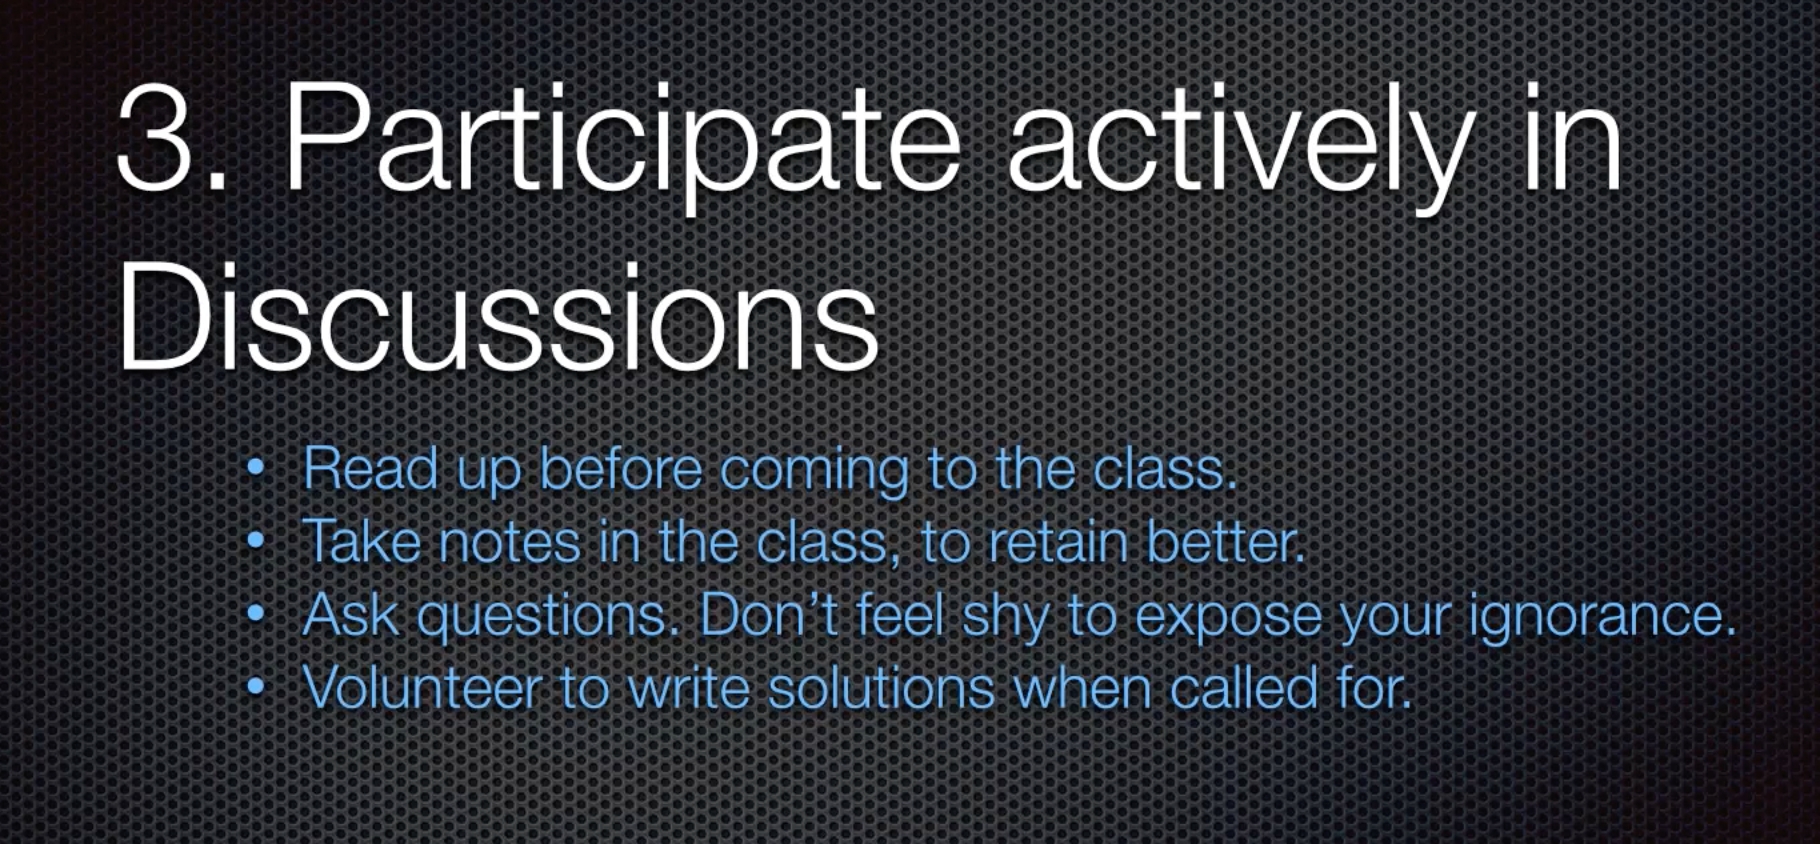 3. Participate actively in
Discussions
• Read up before coming to the class.
• Take notes in the class, to retain better.
• Ask questions. Don’t feel shy to expose your ignorance.
• Volunteer to write solutions when called for.